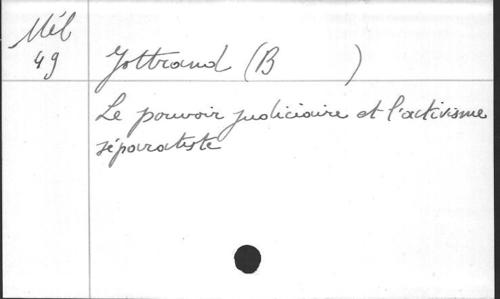 Mél
49
Jottrand (B )
Le pouvoir judiciaire et l'activisme
séparatiste